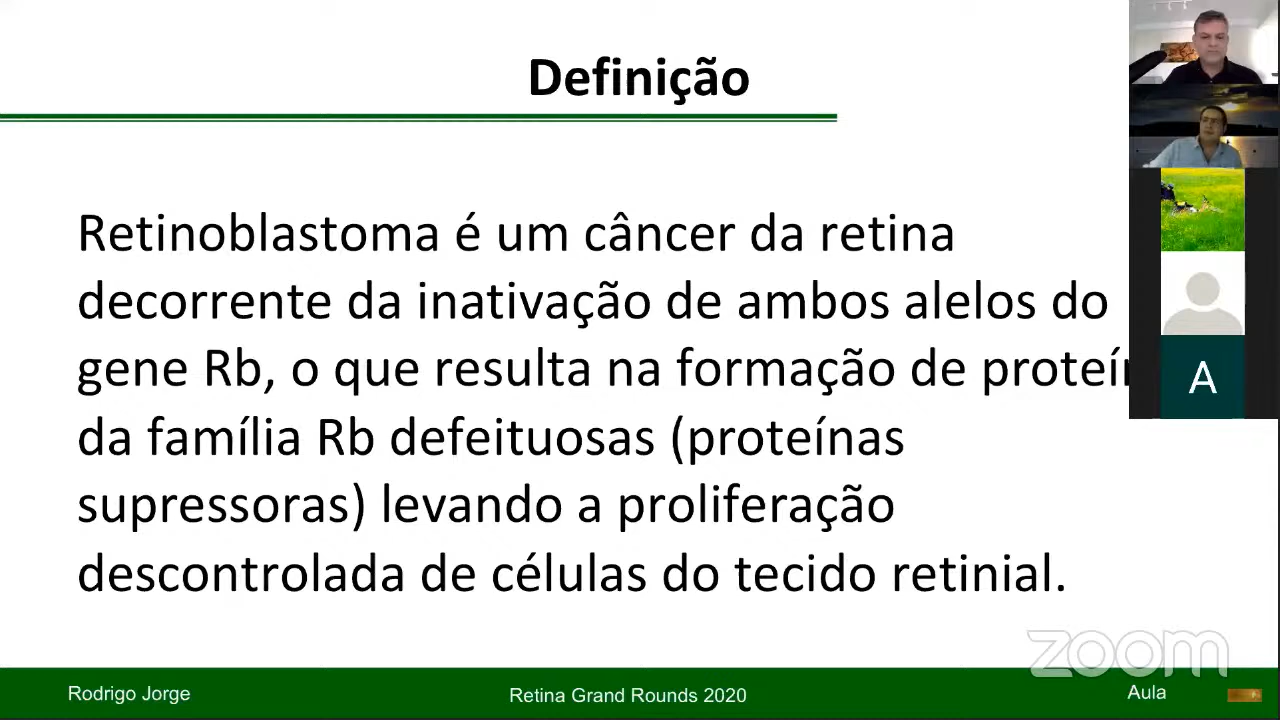 Definição
Retinoblastoma é um câncer da retina
decorrente da inativação de ambos alelos do
gene Rb, o que resulta na formação de
da família Rb defeituosas (proteínas
supressoras) levando a proliferação
descontrolada de células do tecido retinial.
A
zoom
Rodrigo Jorge
Retina Grand Rounds 2020
Aula